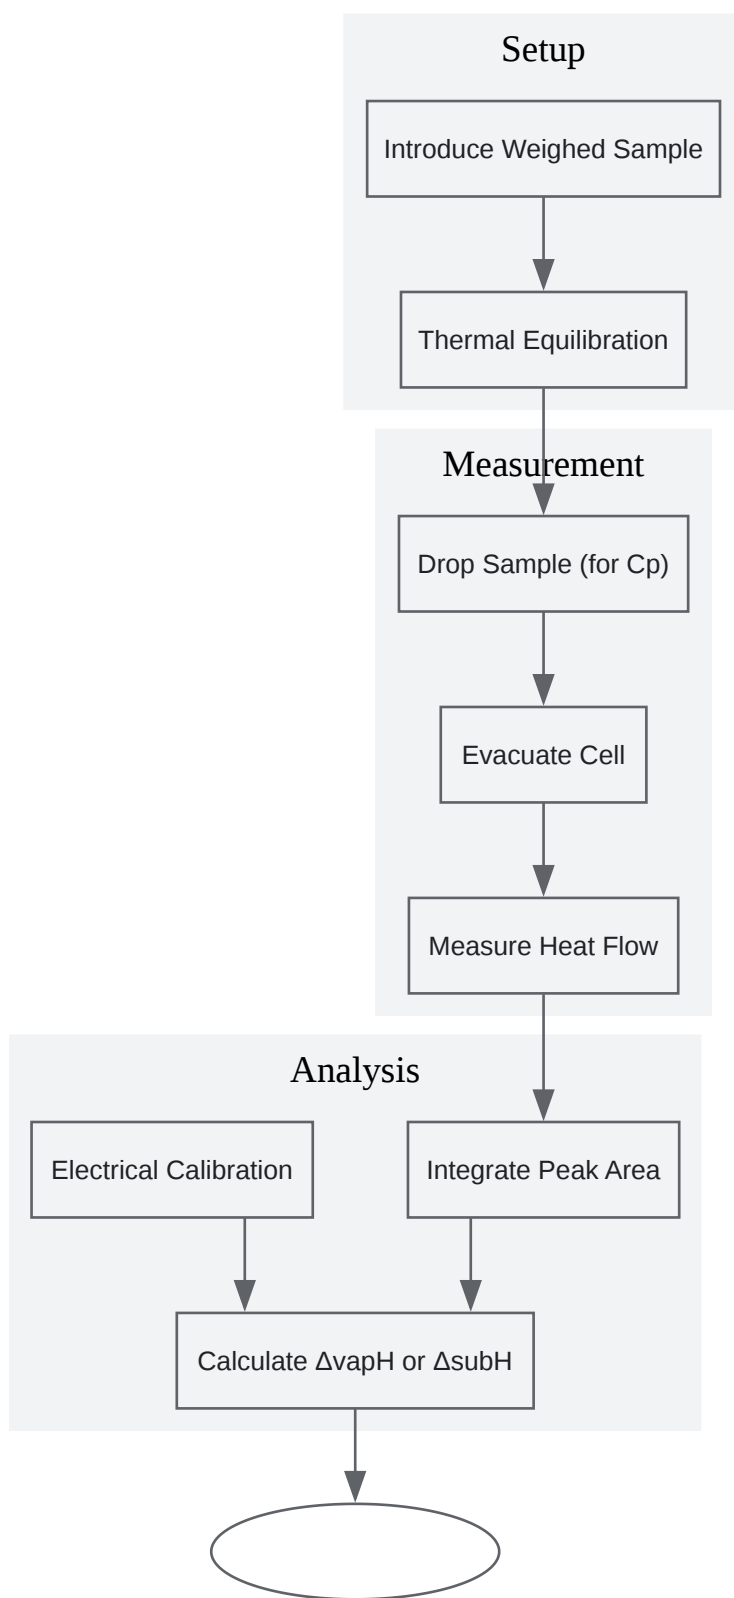 Setup
Introduce Weighed Sample
Thermal Equilibration
Measurement
Drop Sample (for Cp)
Evacuate Cell
Measure Heat Flow
Analysis
Electrical Calibration
Integrate Peak Area
Calculate ΔvapH or ΔsubH